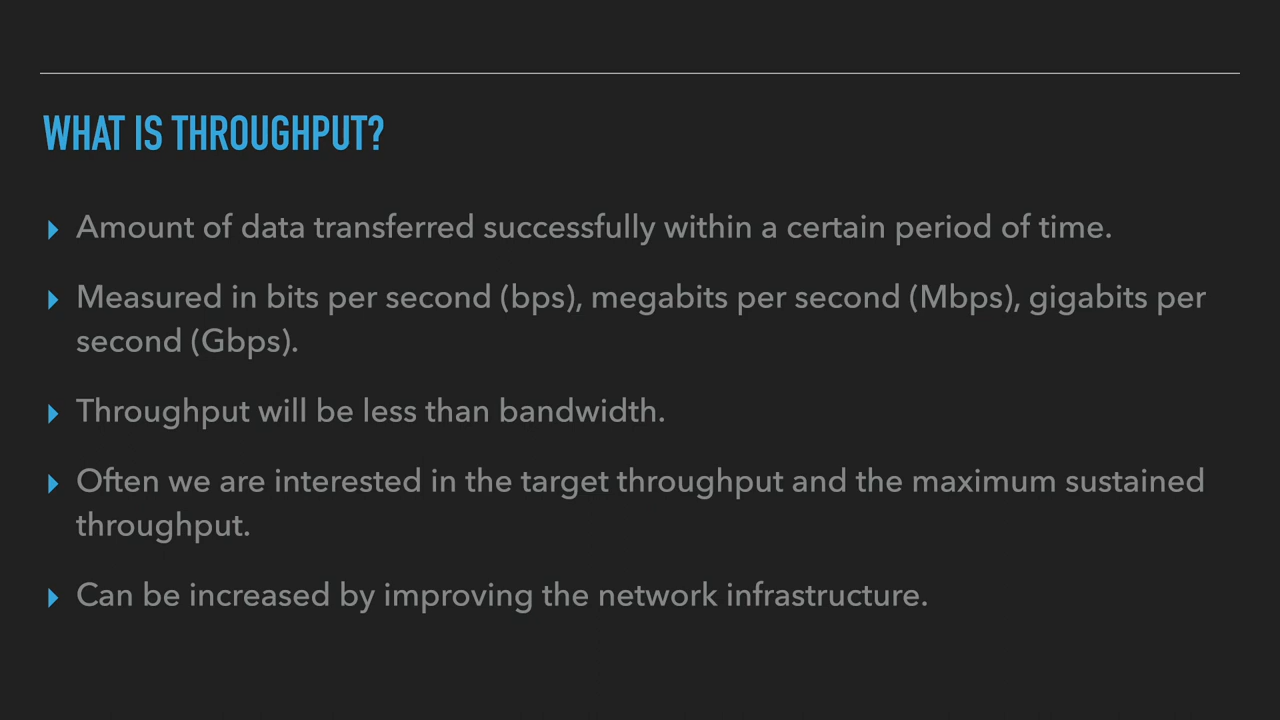 WHAT IS THROUGHPUT?
Amount of data transferred successfully within a certain period of time.
Measured in bits per second (bps), megabits per second (Mbps), gigabits per
second (Gbps).
Throughput will be less than bandwidth.
Often we are interested in the target throughput and the maximum sustained
throughput.
Can be increased by improving the network infrastructure.